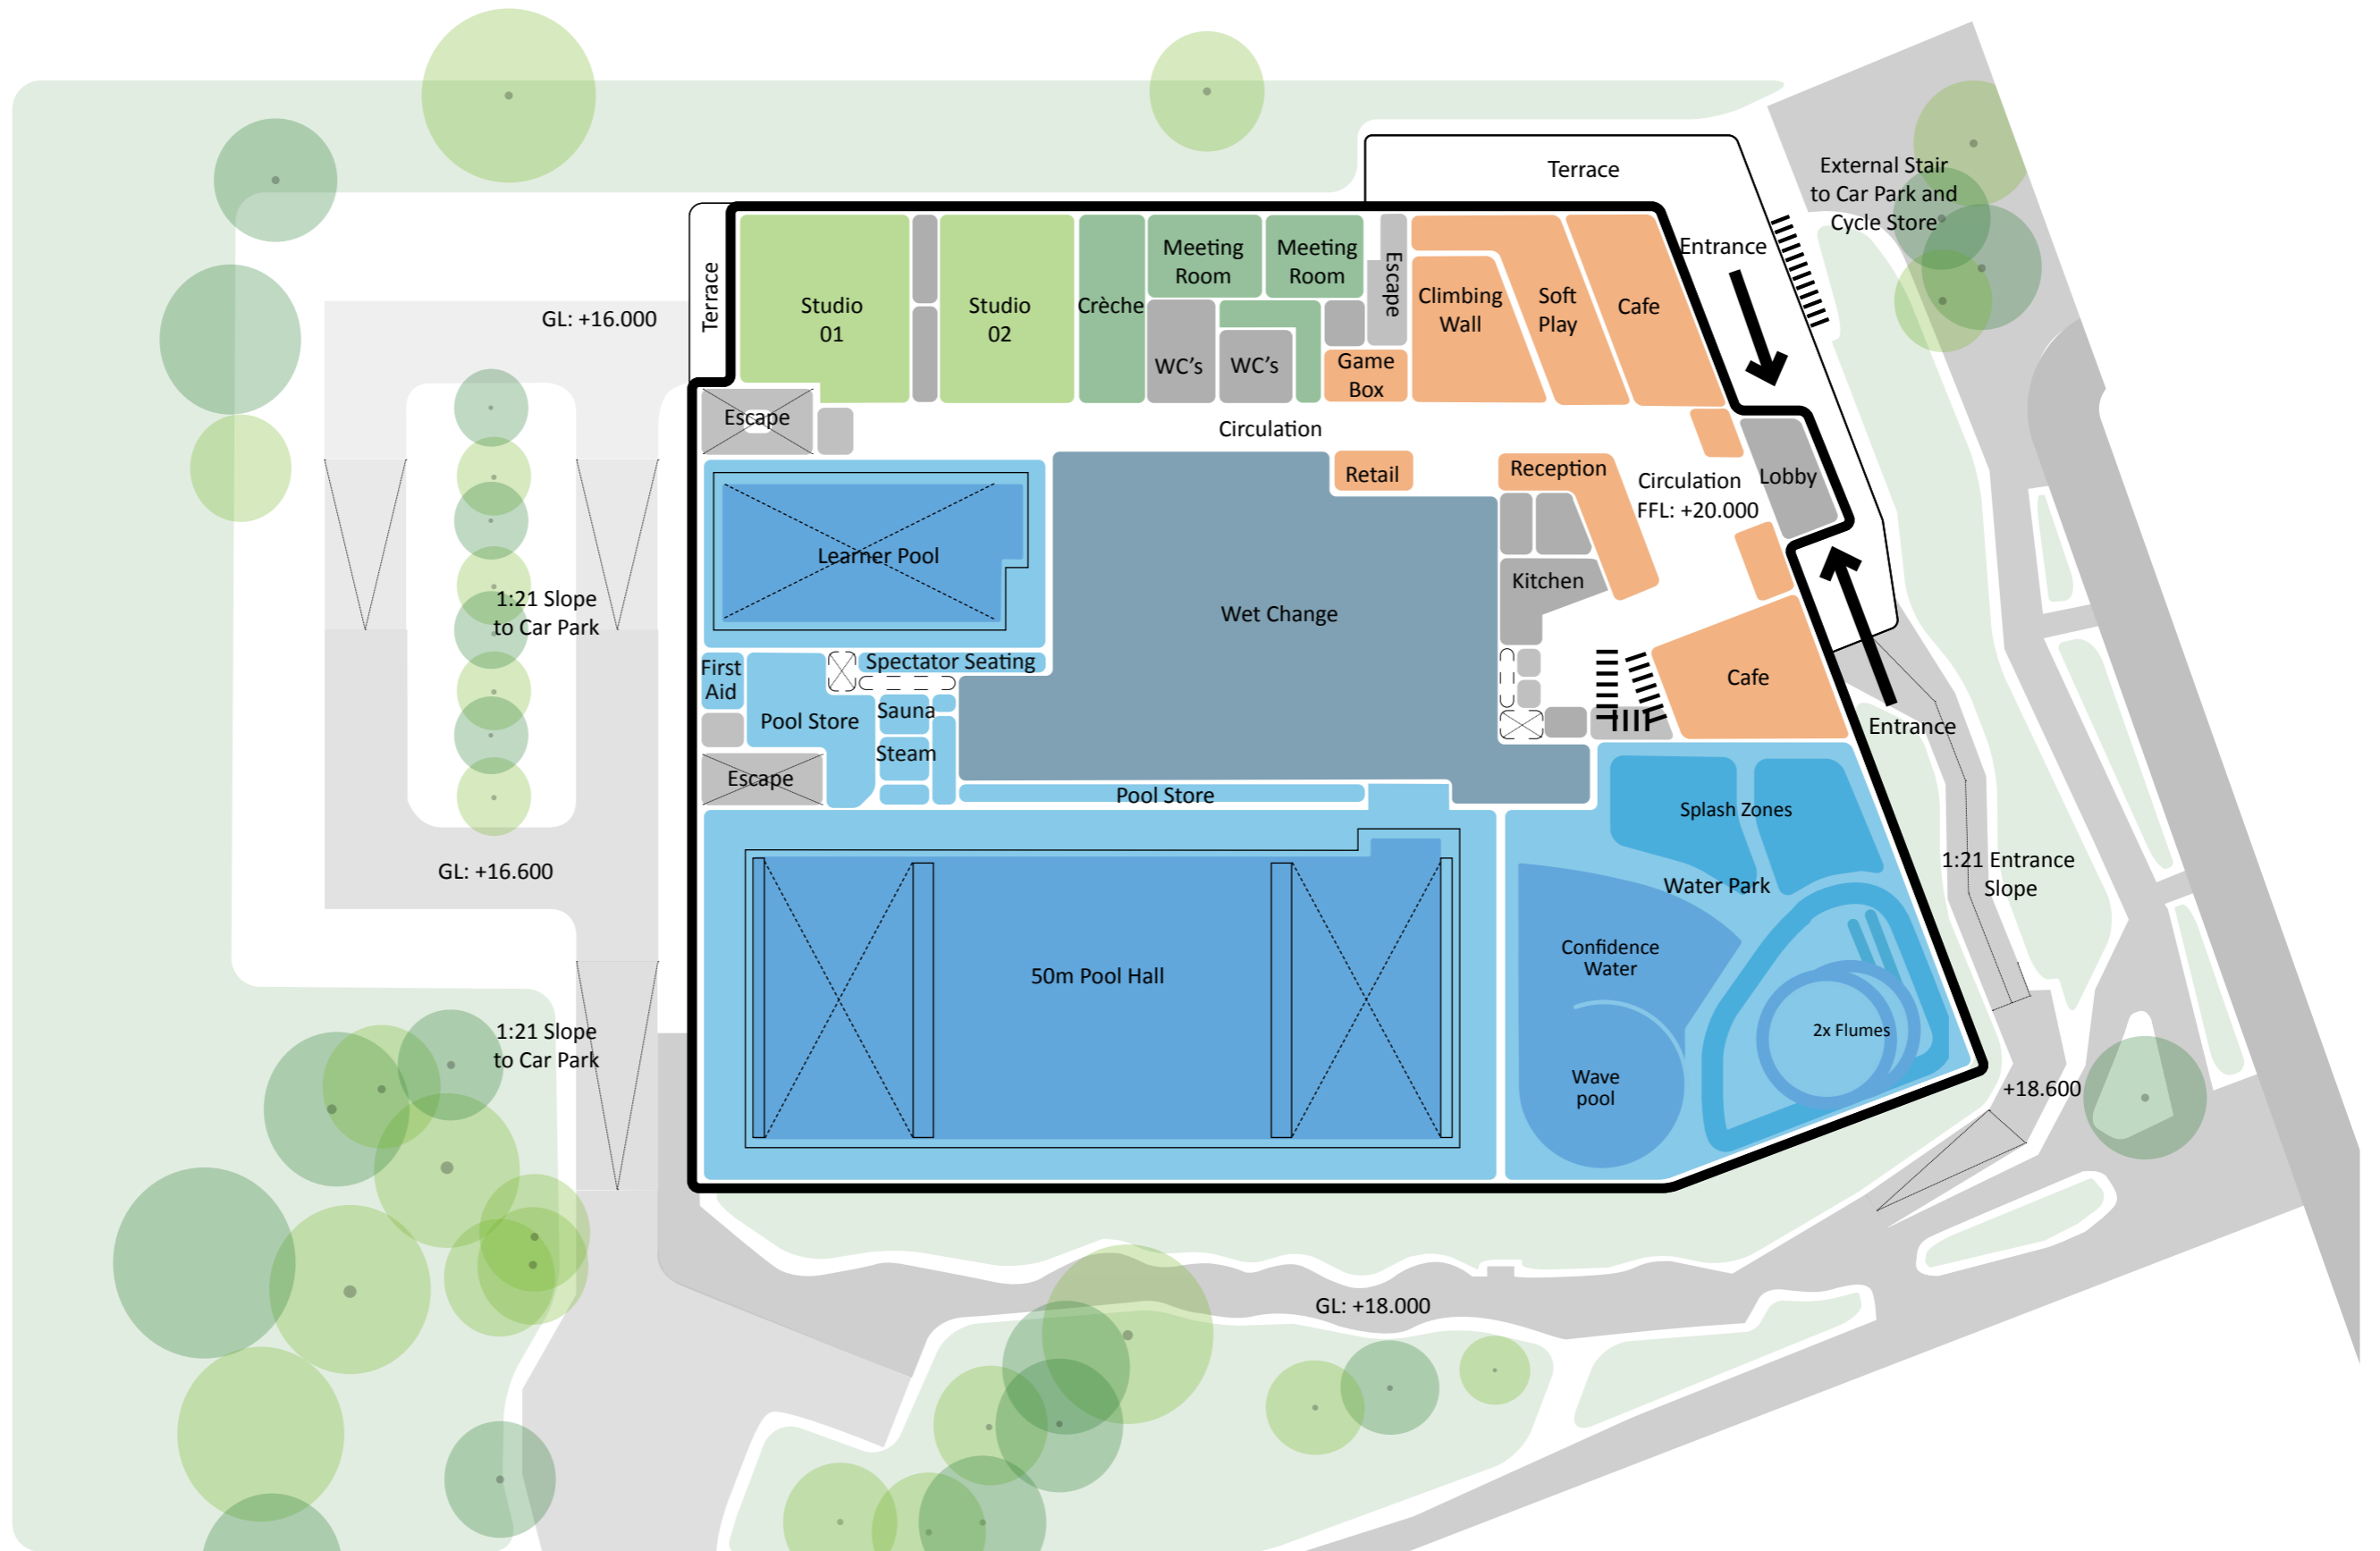 Terrace
External Stair
to Car Park and
Cycle Store
Entrance
Terrace
GL: +16.000
Studio
01
Studio
02
Crèche
Meeting
Room
Meeting
Room
Escape
Climbing
Wall
Soft
Play
Cafe
WC's
WC's
Game
Box
Escape
Circulation
Retail
Reception
Circulation
FFL: +20.000
Lobby
Learner Pool
Kitchen
Wet Change
1:21 Slope
to Car Park
First
Aid
Spectator Seating
Pool Store
Sauna
Steam
Cafe
Entrance
Escape
Pool Store
Splash Zones
GL: +16.600
Water Park
1:21 Entrance
Slope
Confidence
Water
50m Pool Hall
2x Flumes
1:21 Slope
to Car Park
Wave
pool
+18.600
GL: +18.000